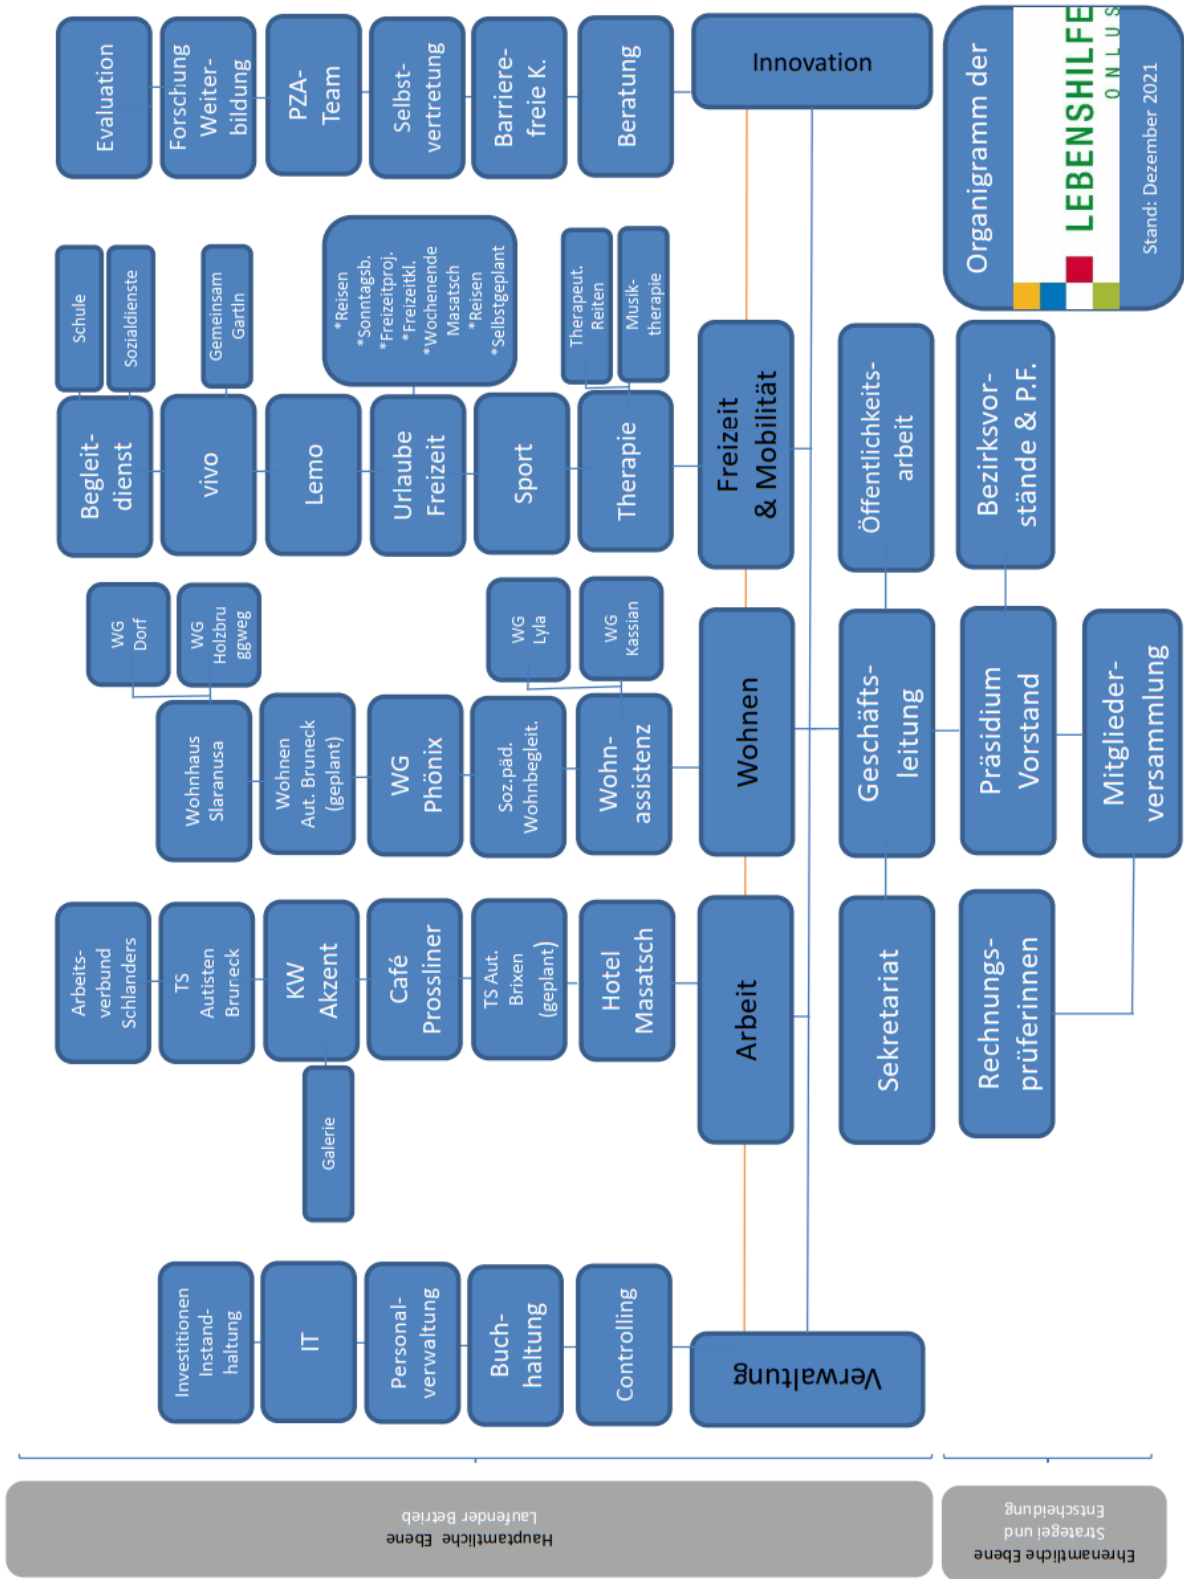 Organigramm der
LEBENSHILFE
ONLUS
Stand: Dezember 2021
Mitglieder-
versammlung
Rechnungs-
prüferinnen
Präsidium
Vorstand
Bezirksvor-
stände & P.F.
Sekretariat
Geschäfts-
leitung
Öffentlichkeits-
arbeit
Verwaltung
Arbeit
Wohnen
Freizeit
& Mobilität
Innovation
Controlling
Buch-
haltung
Personal-
verwaltung
IT
Investitionen
Instand-
haltung
Hotel
Masatsch
TS Aut.
Brixen
(geplant)
Café
Prossliner
KW
Akzent
Galerie
TS
Autisten
Bruneck
Arbeits-
verbund
Schlanders
Wohn-
assistenz
WG
Kassian
WG
Lyla
Soz.päd.
Wohnbegleit.
WG
Phönix
Wohnen
Aut. Bruneck
(geplant)
Wohnhaus
Slaranusa
WG
Holzbru
ggweg
WG
Dorf
Therapie
Musik-
therapie
Therapeut.
Reiten
Sport
Urlaube
Freizeit
*Reisen
*Sonntagsb.
*Freizeitproj.
*Freizeitkl.
*Wochenende
Masatsch
*Reisen
*Selbstgeplant
Lemo
vivo
Gemeinsam
Gartln
Begleit-
dienst
Sozialdienste
Schule
Beratung
Barriere-
freie K.
Selbst-
vertretung
PZA-
Team
Forschung
Weiter-
bildung
Evaluation
Hauptamtliche Ebene
Laufender Betrieb
Ehrenamtliche Ebene
Strategei und
Entscheidung